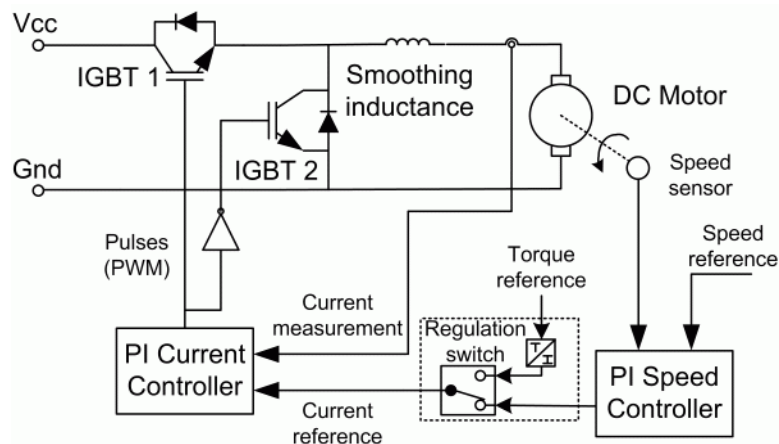 Vcc
IGBT 1
Smoothing
inductance
DC Motor
IGBT 2
Gnd
Speed
sensor
Pulses
(PWM)
Torque
reference
Speed
reference
Current
measurement
Regulation
switch
T
I
PI Current
Controller
PI Speed
Controller
Current
reference